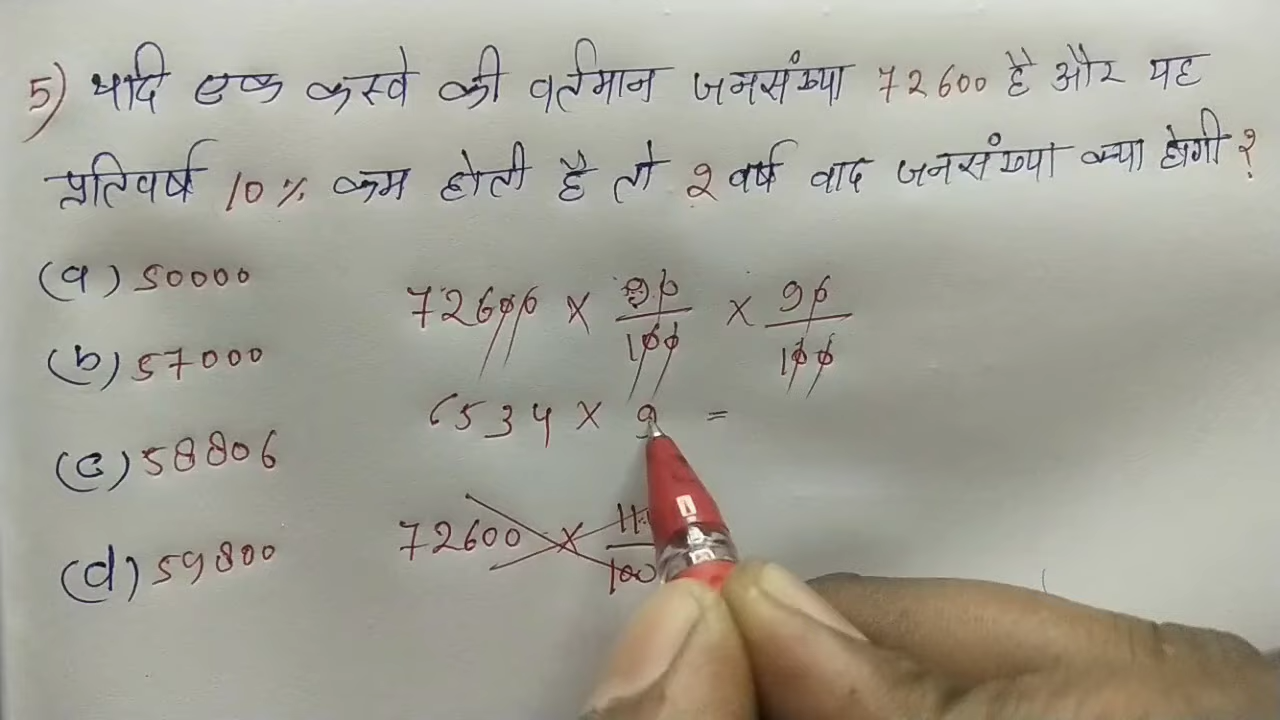 5) यदि एक कस्वे की वर्तमान जनसंख्या 72600 है और यह
प्रतिवर्ष 10% कम होती है तो 2 वर्ष वाद जनसंख्या क्या होगी ?
(a) 50000
(b) 57000
(c) 58806
(d) 59800
72600 × 90/100 × 90/100
6534 × 9 =
72600 × 11/100